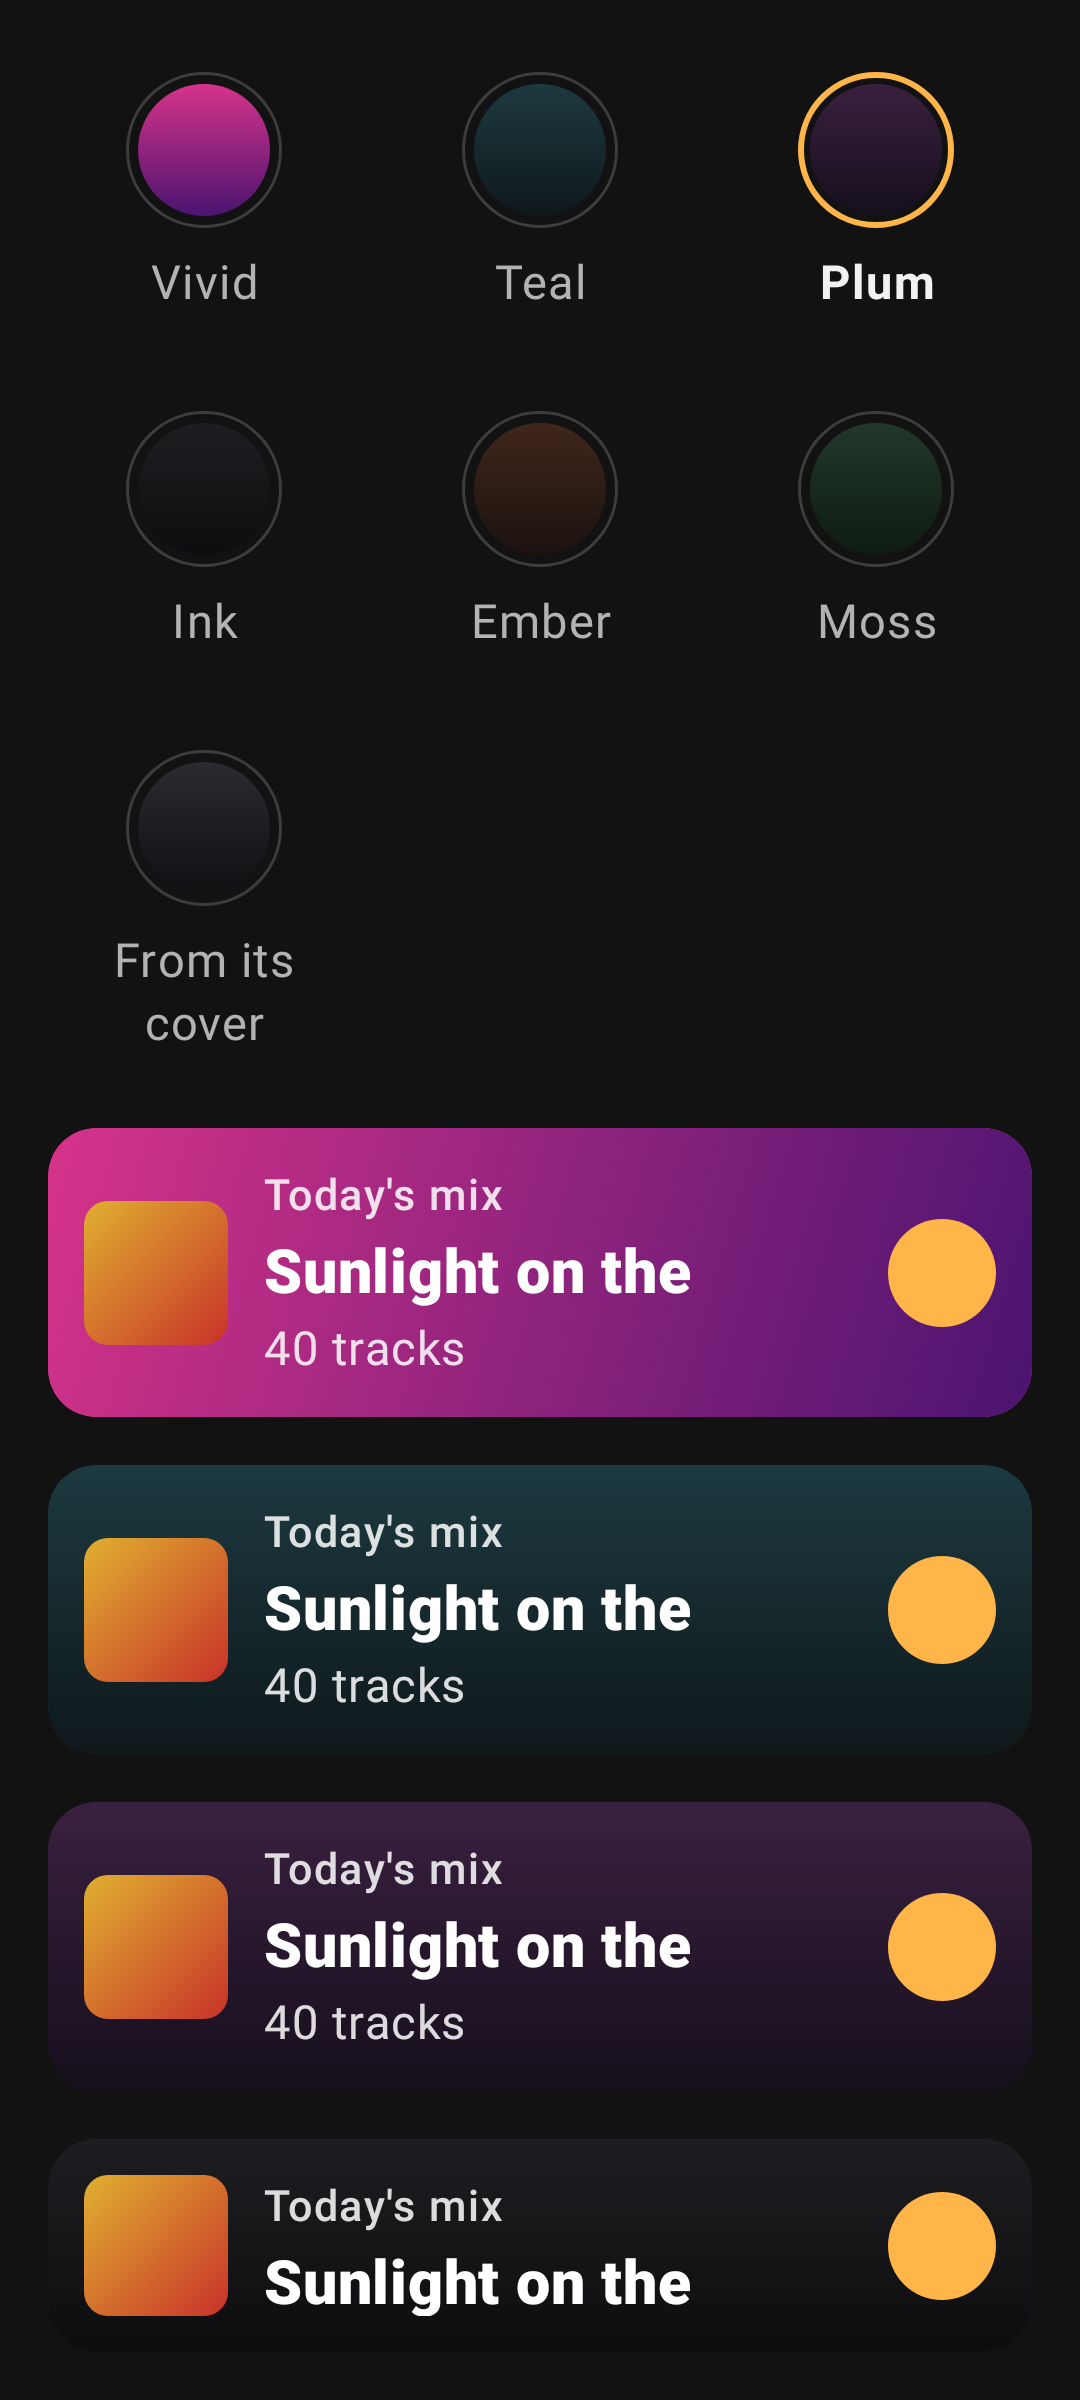 Vivid
Teal
Plum
Ink
Ember
Moss
From its
cover
Today's mix
Sunlight on the
40 tracks
Today's mix
Sunlight on the
40 tracks
Today's mix
Sunlight on the
40 tracks
Today's mix
Sunlight on the